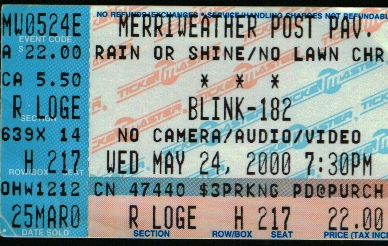 NO REFUNDS/EXCHANGES *SERVICE/HANDLING CHARGES NOT REFUNDABLE
MW0524E MERRIWEATHER POST PAV*
EVENT CODE
A 22.00 RAIN OR SHINE/NO LAWN CHR
CA 5.50 * * *
R LOGE BLINK-182
SECTION
639X 14 NO CAMERA/AUDIO/VIDEO
H 217 WED MAY 24, 2000 7:30PM
ROW/BOX SEAT
OHW1212 CN 47440 $3PRKNG PD@PURCH
25MAR0 R LOGE H 217 22.00
DATE SOLD SECTION ROW/BOX SEAT PRICE (TAX INCL